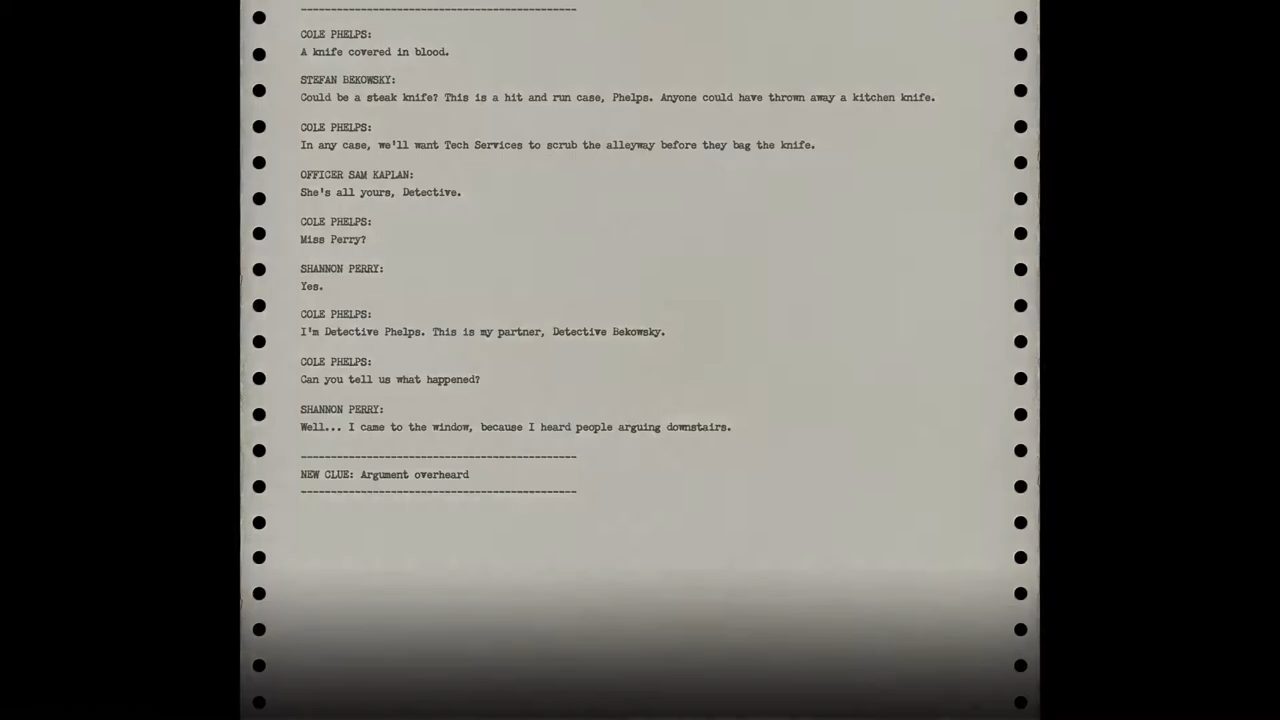 COLE PHELPS:
A knife covered in blood.
STEFAN BEKOWSKY:
Could be a steak knife? This is a hit and run case, Phelps. Anyone could have thrown away a kitchen knife.
COLE PHELPS:
In any case, we'll want Tech Services to scrub the alleyway before they bag the knife.
OFFICER SAM KAPLAN:
She's all yours, Detective.
COLE PHELPS:
Miss Perry?
SHANNON PERRY:
Yes.
COLE PHELPS:
I'm Detective Phelps. This is my partner, Detective Bekowsky.
COLE PHELPS:
Can you tell us what happened?
SHANNON PERRY:
Well... I came to the window, because I heard people arguing downstairs.
NEW CLUE: Argument overheard